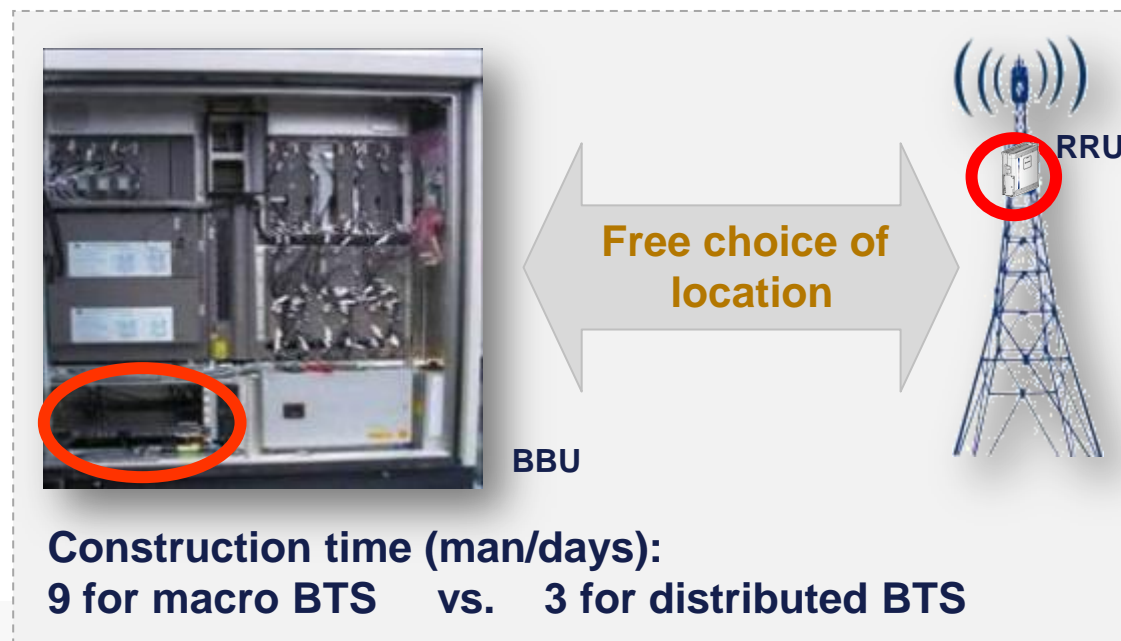 RRU
Free choice of
location
BBU
Construction time (man/days):
9 for macro BTS vs. 3 for distributed BTS